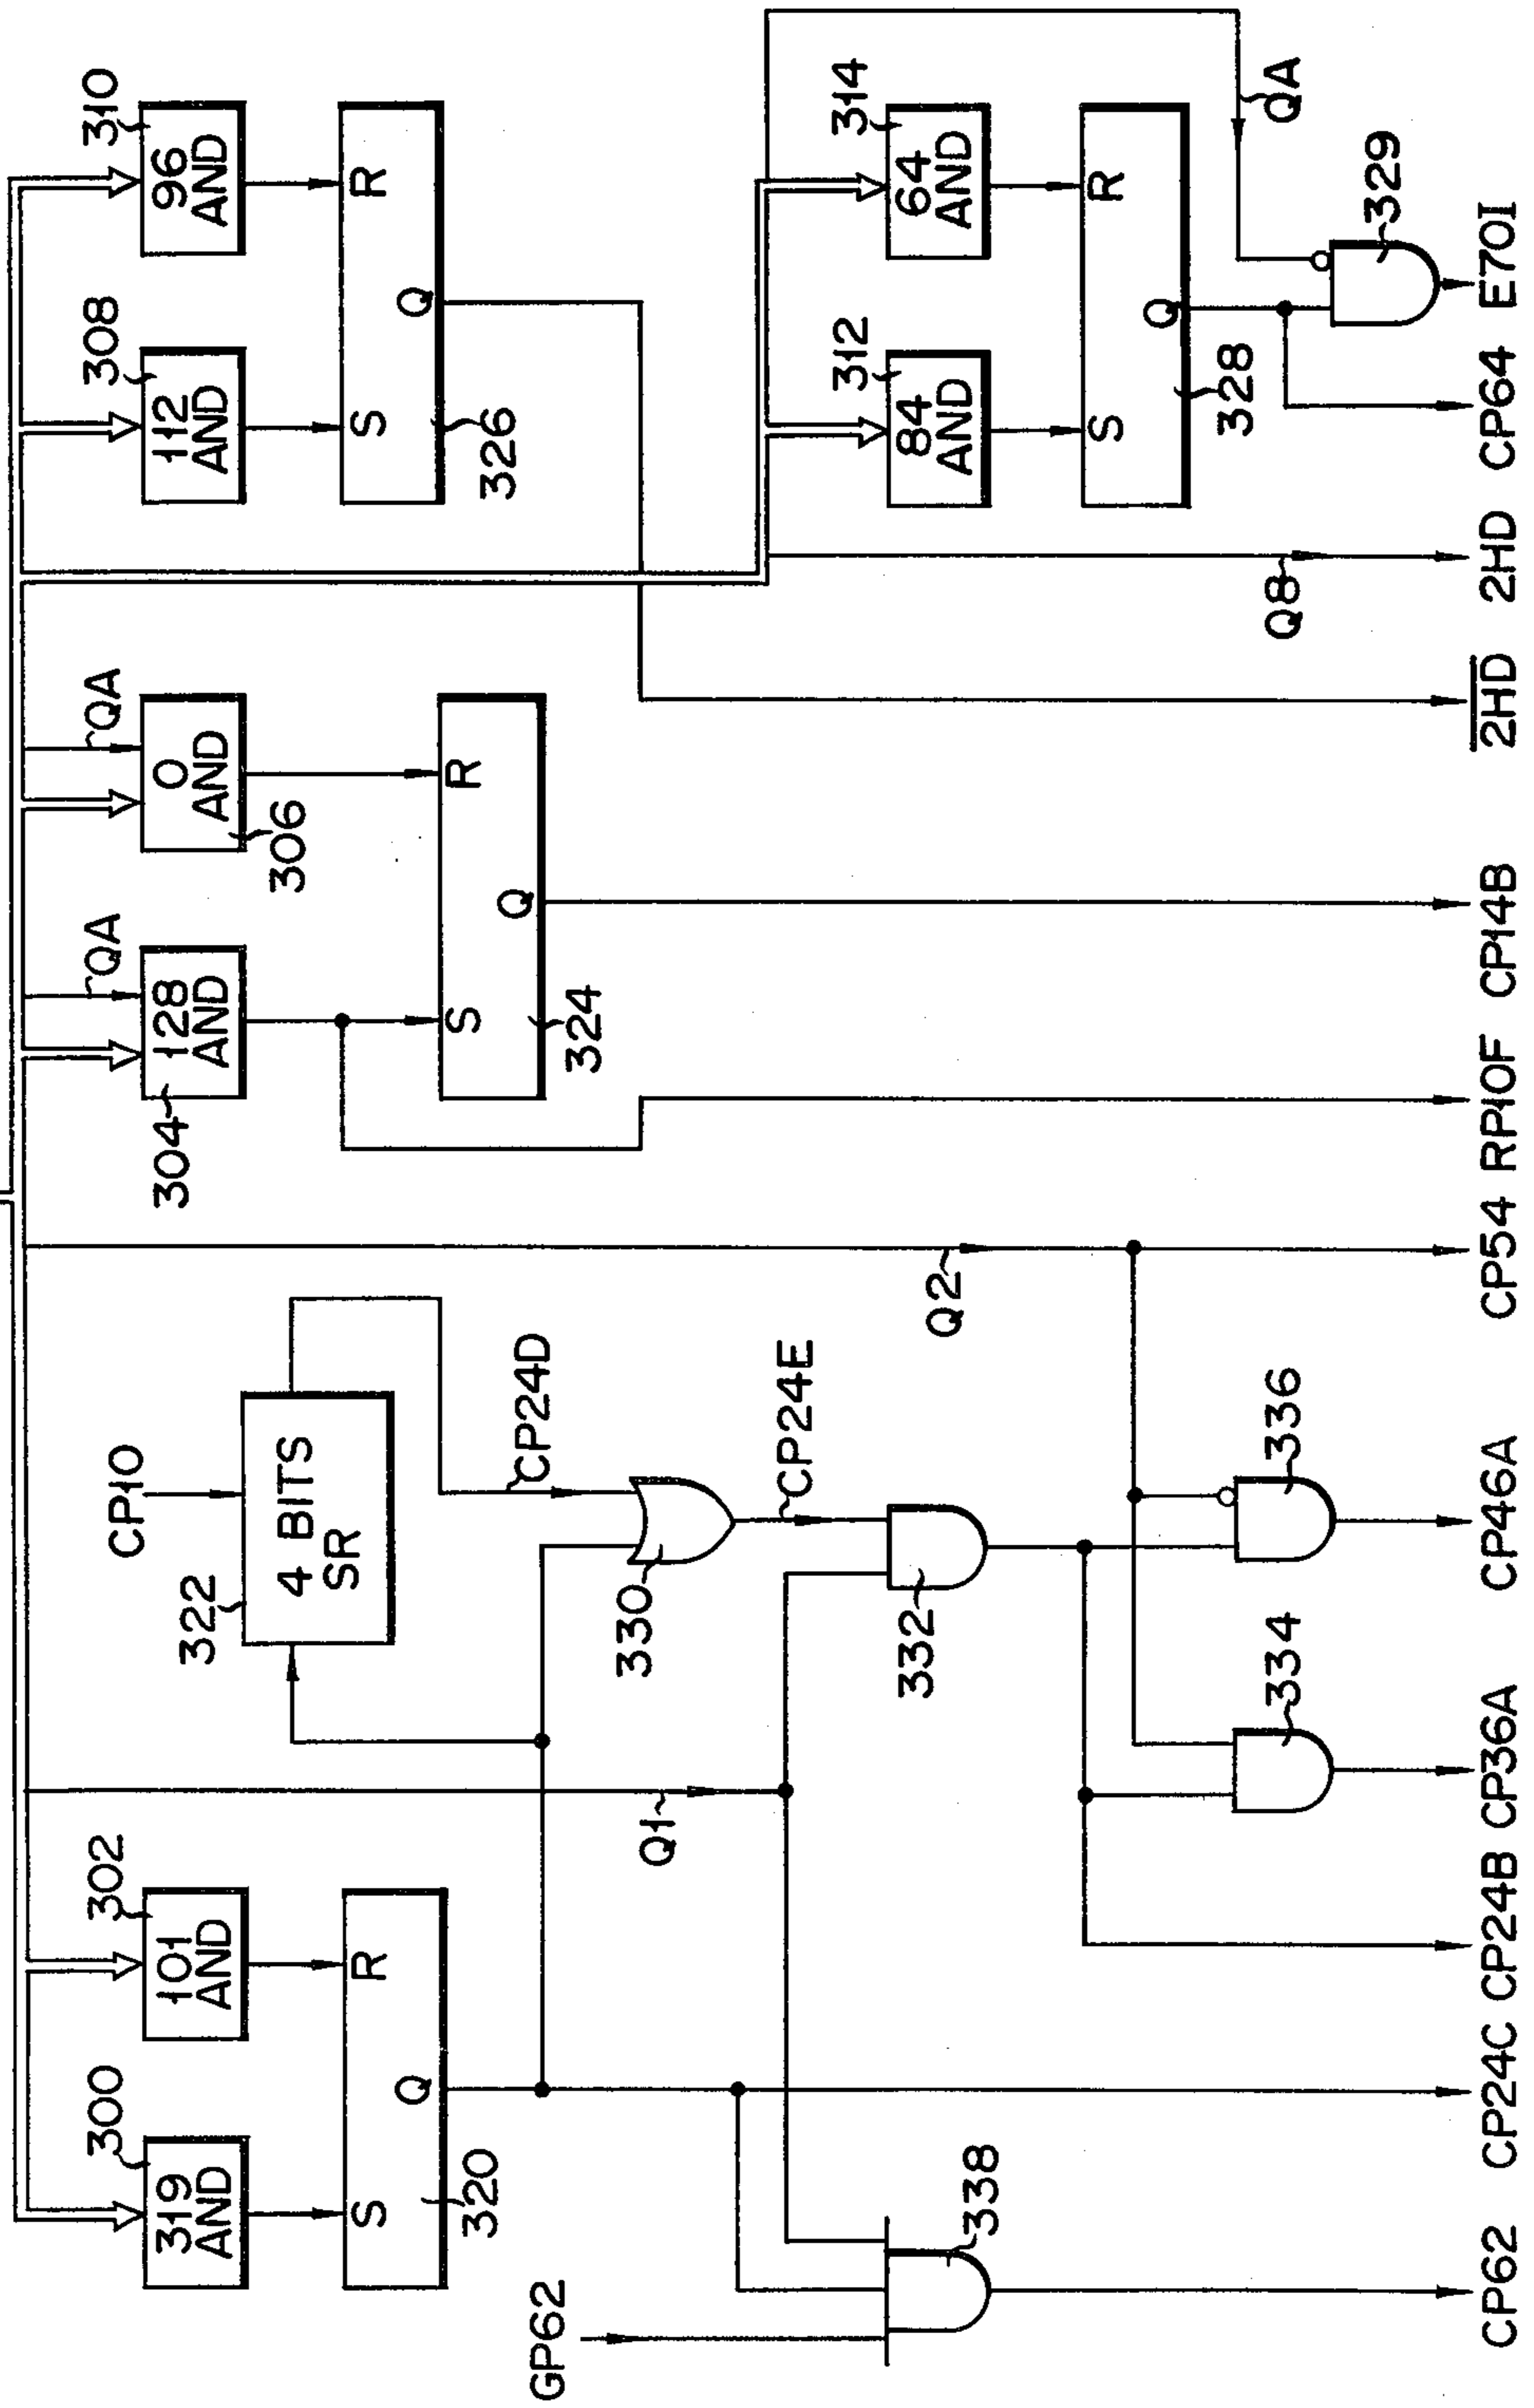 300
302
CP10
QA
QA
308
310
319
AND
101
AND
322
304
128
AND
0
AND
112
AND
96
AND
4 BITS
SR
306
S
R
S
R
Q
Q
320
S
R
326
CP24D
Q
GP62
324
330
Q1
CP24E
312
314
332
Q2
84
AND
64
AND
338
S
R
Q
328
334
336
Q8
QA
329
CP62 CP24C CP24B CP36A CP46A CP54 RP10F CP14B 2HD 2HD CP64 E70I